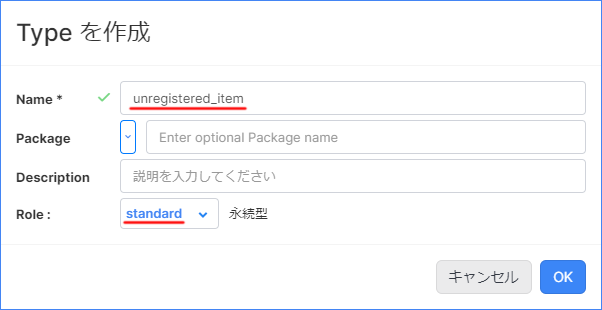 Type を作成
Name * unregistered_item
Package Enter optional Package name
Description 説明を入力してください
Role : standard 永続型
キャンセル OK